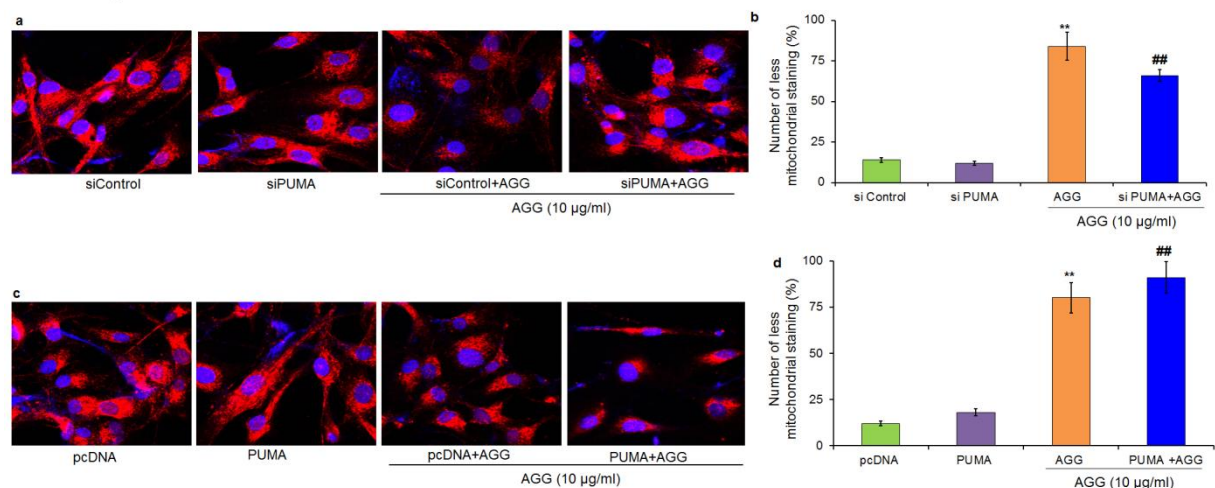 a
siControl
siPUMA
siControl+AGG
siPUMA+AGG
AGG (10 µg/ml)
b
Number of less
mitochondrial staining (%)
100
75
50
25
0
**
##
si Control
si PUMA
AGG
si PUMA+AGG
AGG (10 µg/ml)
c
pcDNA
PUMA
pcDNA+AGG
PUMA+AGG
AGG (10 µg/ml)
d
Number of less
mitochondrial staining (%)
100
75
50
25
0
**
##
pcDNA
PUMA
AGG
PUMA +AGG
AGG (10 µg/ml)